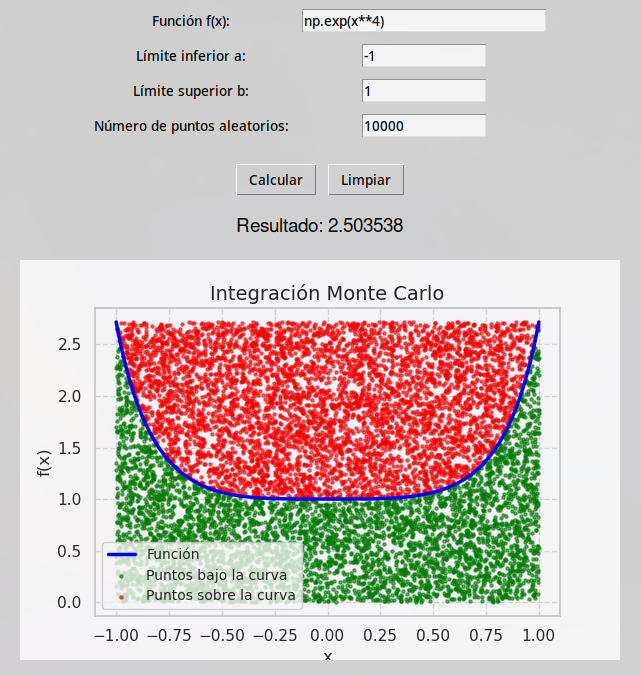 Función f(x): np.exp(x**4)
Límite inferior a: -1
Límite superior b: 1
Número de puntos aleatorios: 10000
Calcular Limpiar
Resultado: 2.503538
Integración Monte Carlo
2.5
2.0
1.5
1.0
0.5
0.0
f(x)
Función
Puntos bajo la curva
Puntos sobre la curva
−1.00 −0.75 −0.50 −0.25 0.00 0.25 0.50 0.75 1.00
x